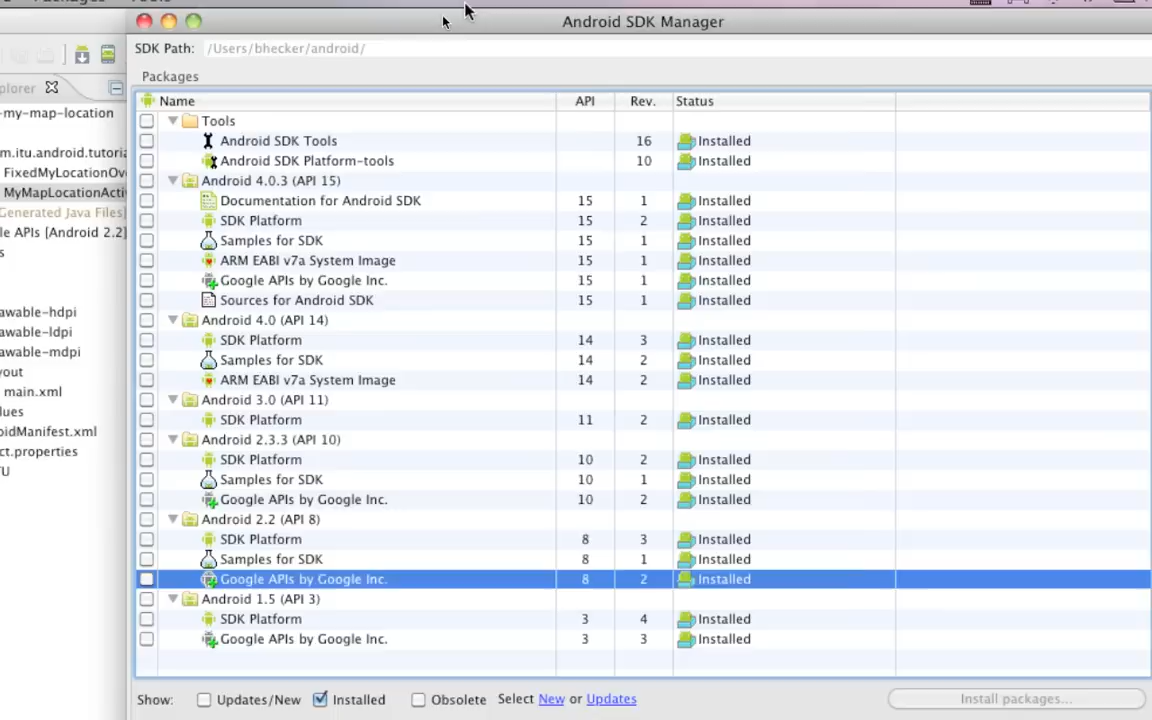 Android SDK Manager
SDK Path: /Users/bhecker/android/
Packages
plorer
-my-map-location
m.itu.android.tutoria
FixedMyLocationOve
MyMapLocationActi
Generated Java Files]
le APIs [Android 2.2]
s
awable-hdpi
awable-ldpi
awable-mdpi
yout
main.xml
lues
oidManifest.xml
ct.properties
U
Name API Rev. Status
Tools
Android SDK Tools 16 Installed
Android SDK Platform-tools 10 Installed
Android 4.0.3 (API 15)
Documentation for Android SDK 15 1 Installed
SDK Platform 15 2 Installed
Samples for SDK 15 1 Installed
ARM EABI v7a System Image 15 1 Installed
Google APIs by Google Inc. 15 1 Installed
Sources for Android SDK 15 1 Installed
Android 4.0 (API 14)
SDK Platform 14 3 Installed
Samples for SDK 14 2 Installed
ARM EABI v7a System Image 14 2 Installed
Android 3.0 (API 11)
SDK Platform 11 2 Installed
Android 2.3.3 (API 10)
SDK Platform 10 2 Installed
Samples for SDK 10 1 Installed
Google APIs by Google Inc. 10 2 Installed
Android 2.2 (API 8)
SDK Platform 8 3 Installed
Samples for SDK 8 1 Installed
Google APIs by Google Inc. 8 2 Installed
Android 1.5 (API 3)
SDK Platform 3 4 Installed
Google APIs by Google Inc. 3 3 Installed
Show: Updates/New Installed Obsolete Select New or Updates Install packages...